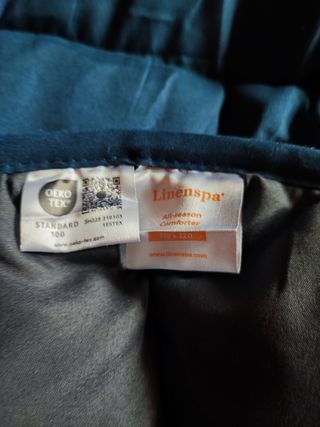 OEKO
TEX®
STANDARD
100
SH025 210103
TESTEX
www.oeko-tex.com
Linenspa®
All-season
Comforter
www.linenspa.com